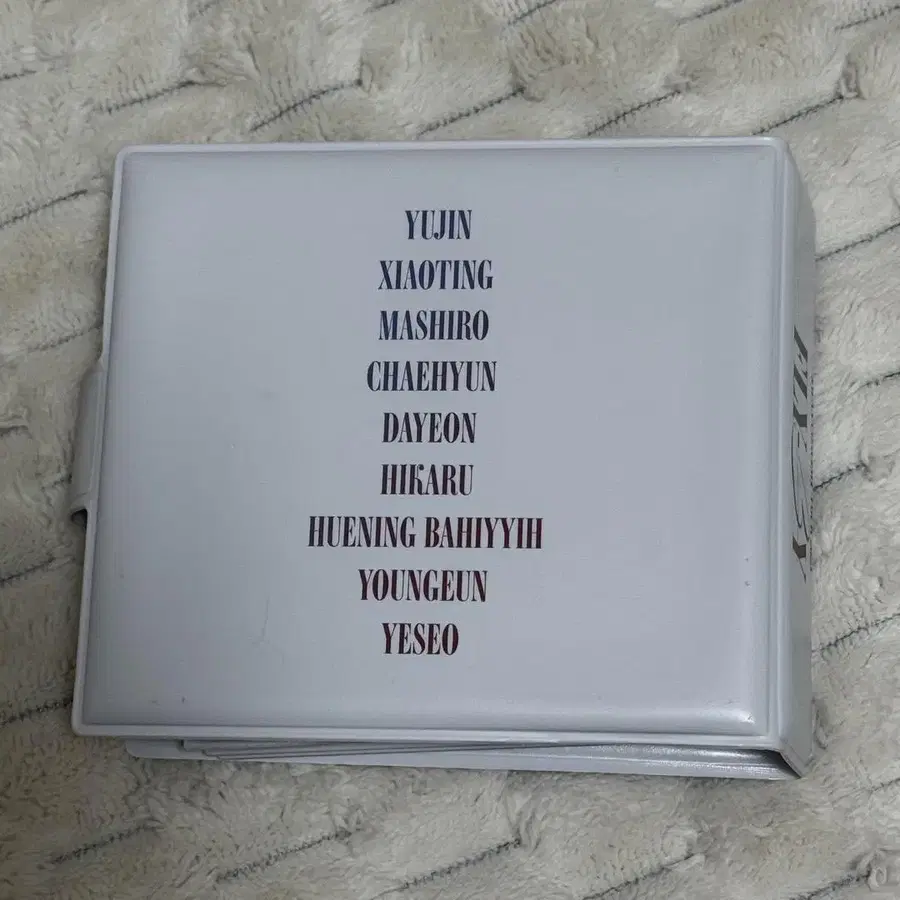 YUJIN
XIAOTING
MASHIRO
CHAEHYUN
DAYEON
HIKARU
HUENING BAHIYYIH
YOUNGEUN
YESEO